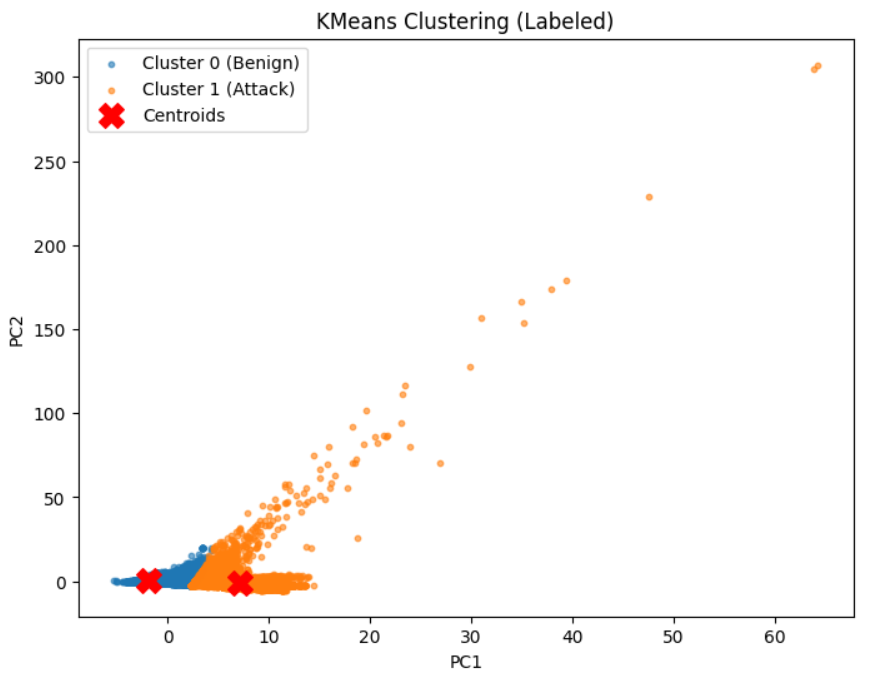 KMeans Clustering (Labeled)
Cluster 0 (Benign)
Cluster 1 (Attack)
Centroids
PC2
300
250
200
150
100
50
0
0 10 20 30 40 50 60
PC1